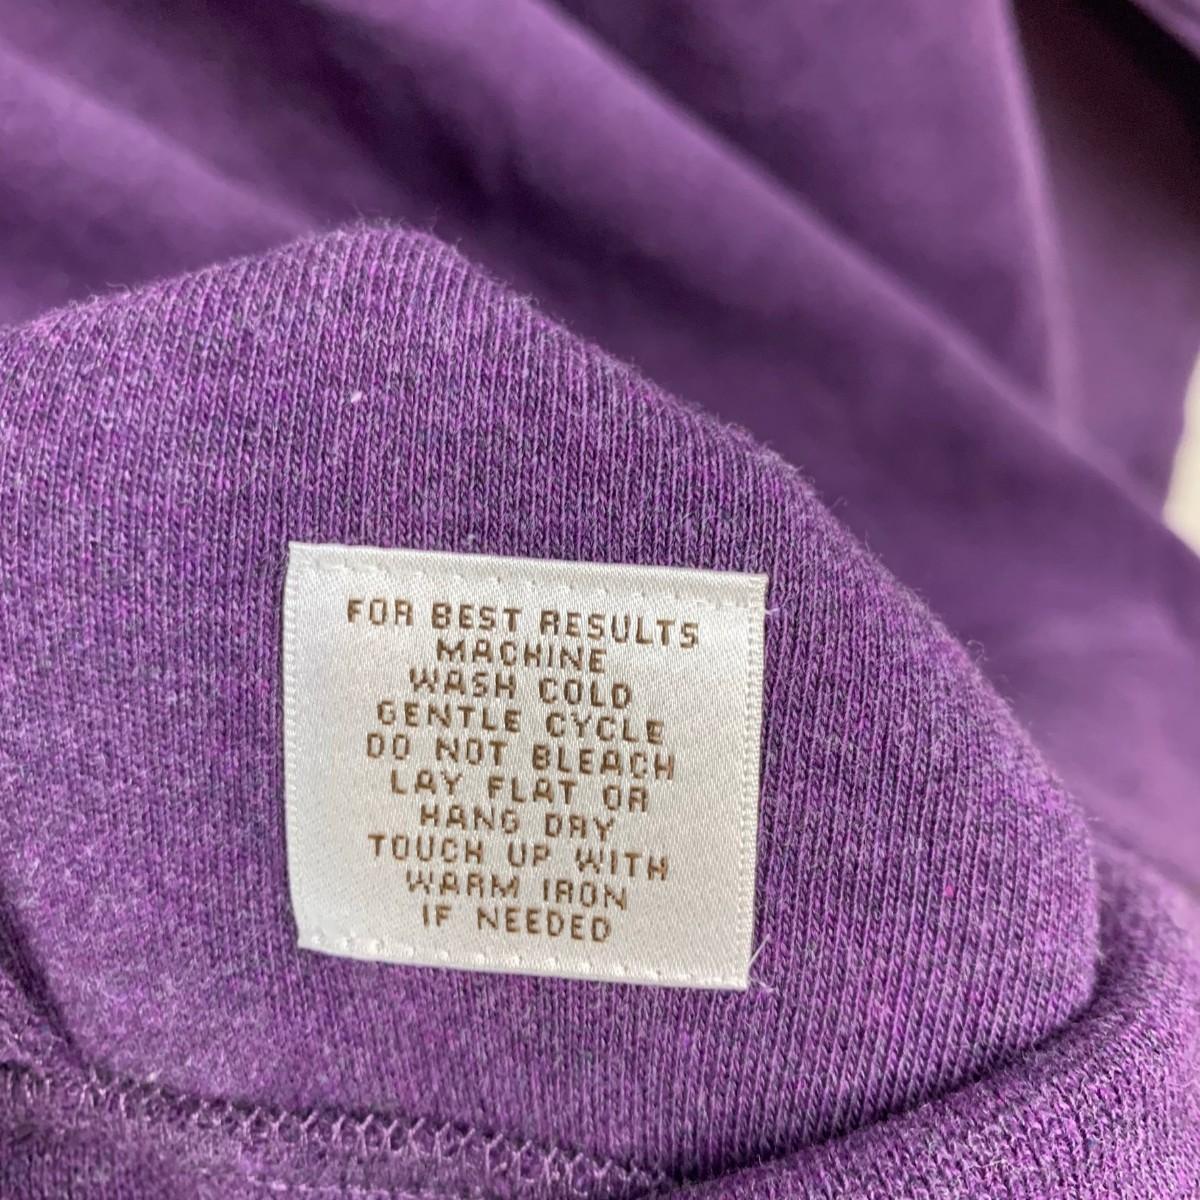 FOR BEST RESULTS
MACHINE
WASH COLD
GENTLE CYCLE
DO NOT BLEACH
LAY FLAT OR
HANG DRY
TOUCH UP WITH
WARM IRON
IF NEEDED